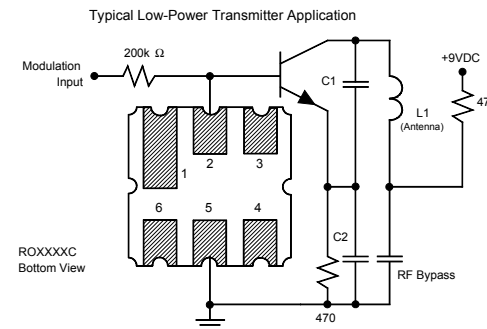 Typical Low-Power Transmitter Application
200k Ω
Modulation
Input
C1
+9VDC
47
L1
(Antenna)
1
2
3
6
5
4
ROXXXXC
Bottom View
C2
RF Bypass
470